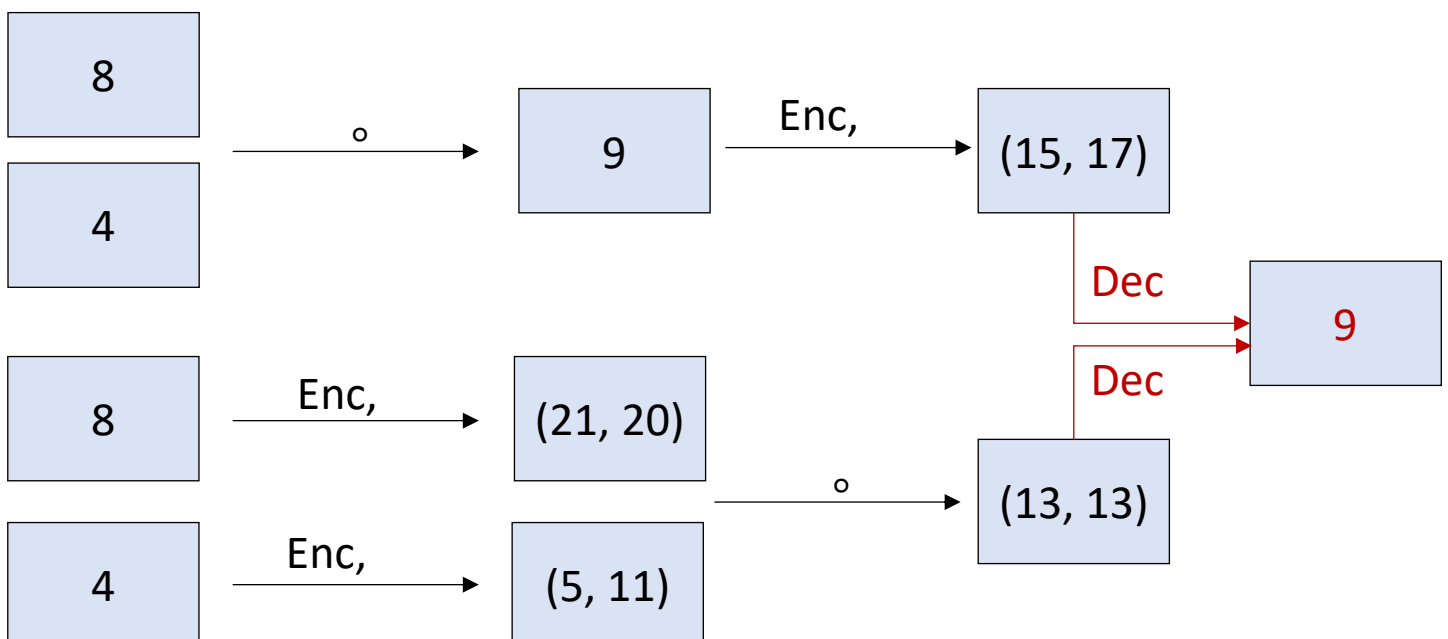 8
4
∘
9
Enc,
(15, 17)
Dec
9
Dec
8
Enc,
(21, 20)
4
Enc,
(5, 11)
∘
(13, 13)